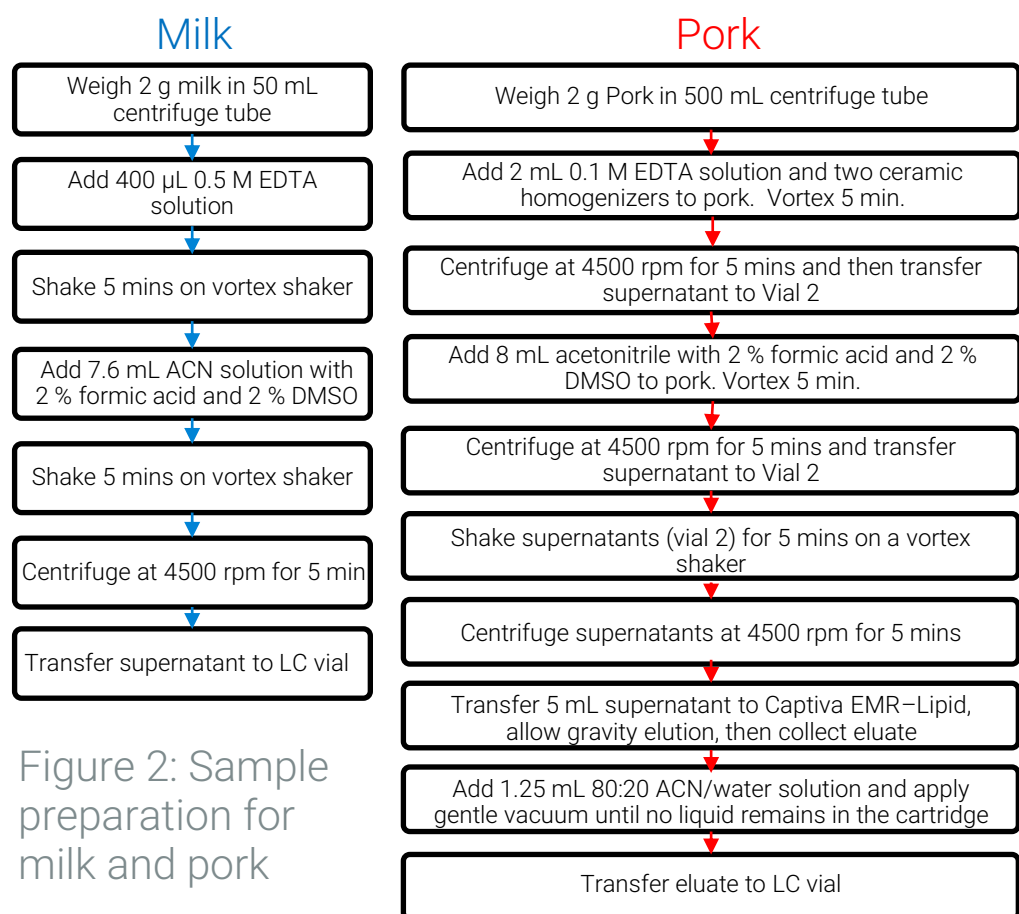 Milk
Weigh 2 g milk in 50 mL
centrifuge tube
Add 400 µL 0.5 M EDTA
solution
Shake 5 mins on vortex shaker
Add 7.6 mL ACN solution with
2 % formic acid and 2 % DMSO
Shake 5 mins on vortex shaker
Centrifuge at 4500 rpm for 5 min
Transfer supernatant to LC vial
Pork
Weigh 2 g Pork in 500 mL centrifuge tube
Add 2 mL 0.1 M EDTA solution and two ceramic
homogenizers to pork. Vortex 5 min.
Centrifuge at 4500 rpm for 5 mins and then transfer
supernatant to Vial 2
Add 8 mL acetonitrile with 2 % formic acid and 2 %
DMSO to pork. Vortex 5 min.
Centrifuge at 4500 rpm for 5 mins and transfer
supernatant to Vial 2
Shake supernatants (vial 2) for 5 mins on a vortex
shaker
Centrifuge supernatants at 4500 rpm for 5 mins
Transfer 5 mL supernatant to Captiva EMR–Lipid,
allow gravity elution, then collect eluate
Add 1.25 mL 80:20 ACN/water solution and apply
gentle vacuum until no liquid remains in the cartridge
Transfer eluate to LC vial
Figure 2: Sample
preparation for
milk and pork